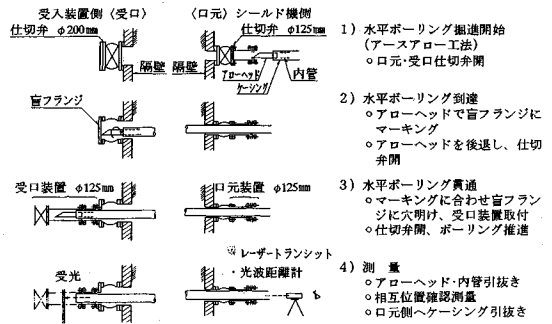 受入装置側(受口)
(口元)シールド機側
仕切弁 φ200mm
仕切弁 φ125mm
隔壁
隔壁
アローヘッド
ケーシング
内管
1)水平ボーリング掘進開始
(アースアロー工法)
○口元・受口仕切弁開
盲フランジ
2)水平ボーリング到達
○アローヘッドで盲フランジに
マーキング
○アローヘッドを後退し、仕切
弁開
受口装置 φ125mm
口元装置 φ125mm
3)水平ボーリング貫通
○マーキングに合わせ盲フラン
ジに穴明け、受口装置取付
○仕切弁開、ボーリング推進
レーザートランシット
・光波距離計
受光
4)測 量
○アローヘッド・内管引抜き
○相互位置確認測量
○口元側へケーシング引抜き